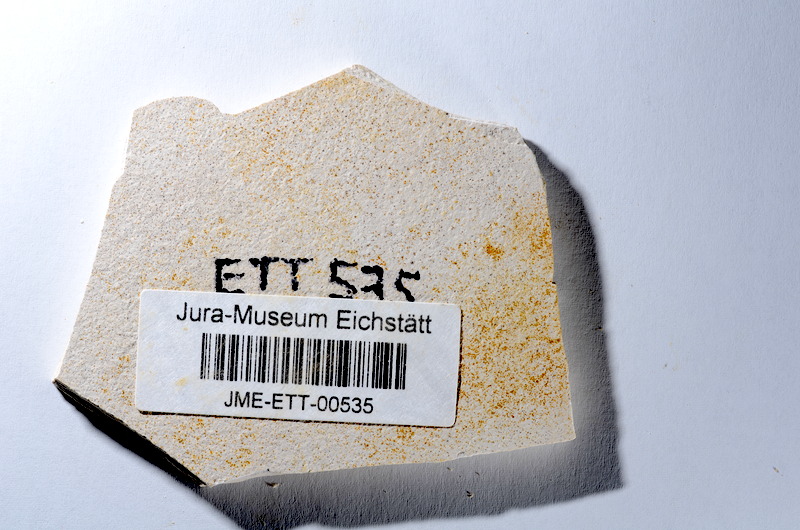 ETT 535
Jura-Museum Eichstätt
JME-ETT-00535